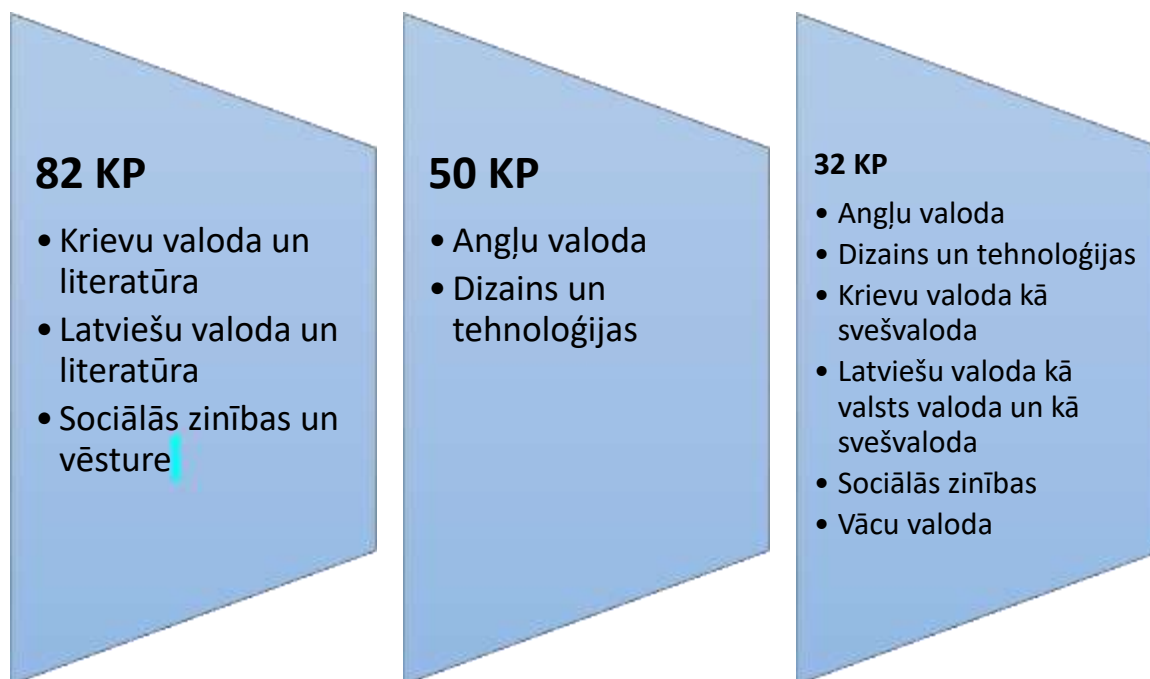 82 KP
• Krievu valoda un
literatūra
• Latviešu valoda un
literatūra
• Sociālās zinības un
vēsture
50 KP
• Angļu valoda
• Dizains un
tehnoloģijas
32 KP
• Angļu valoda
• Dizains un tehnoloģijas
• Krievu valoda kā
svešvaloda
• Latviešu valoda kā
valsts valoda un kā
svešvaloda
• Sociālās zinības
• Vācu valoda